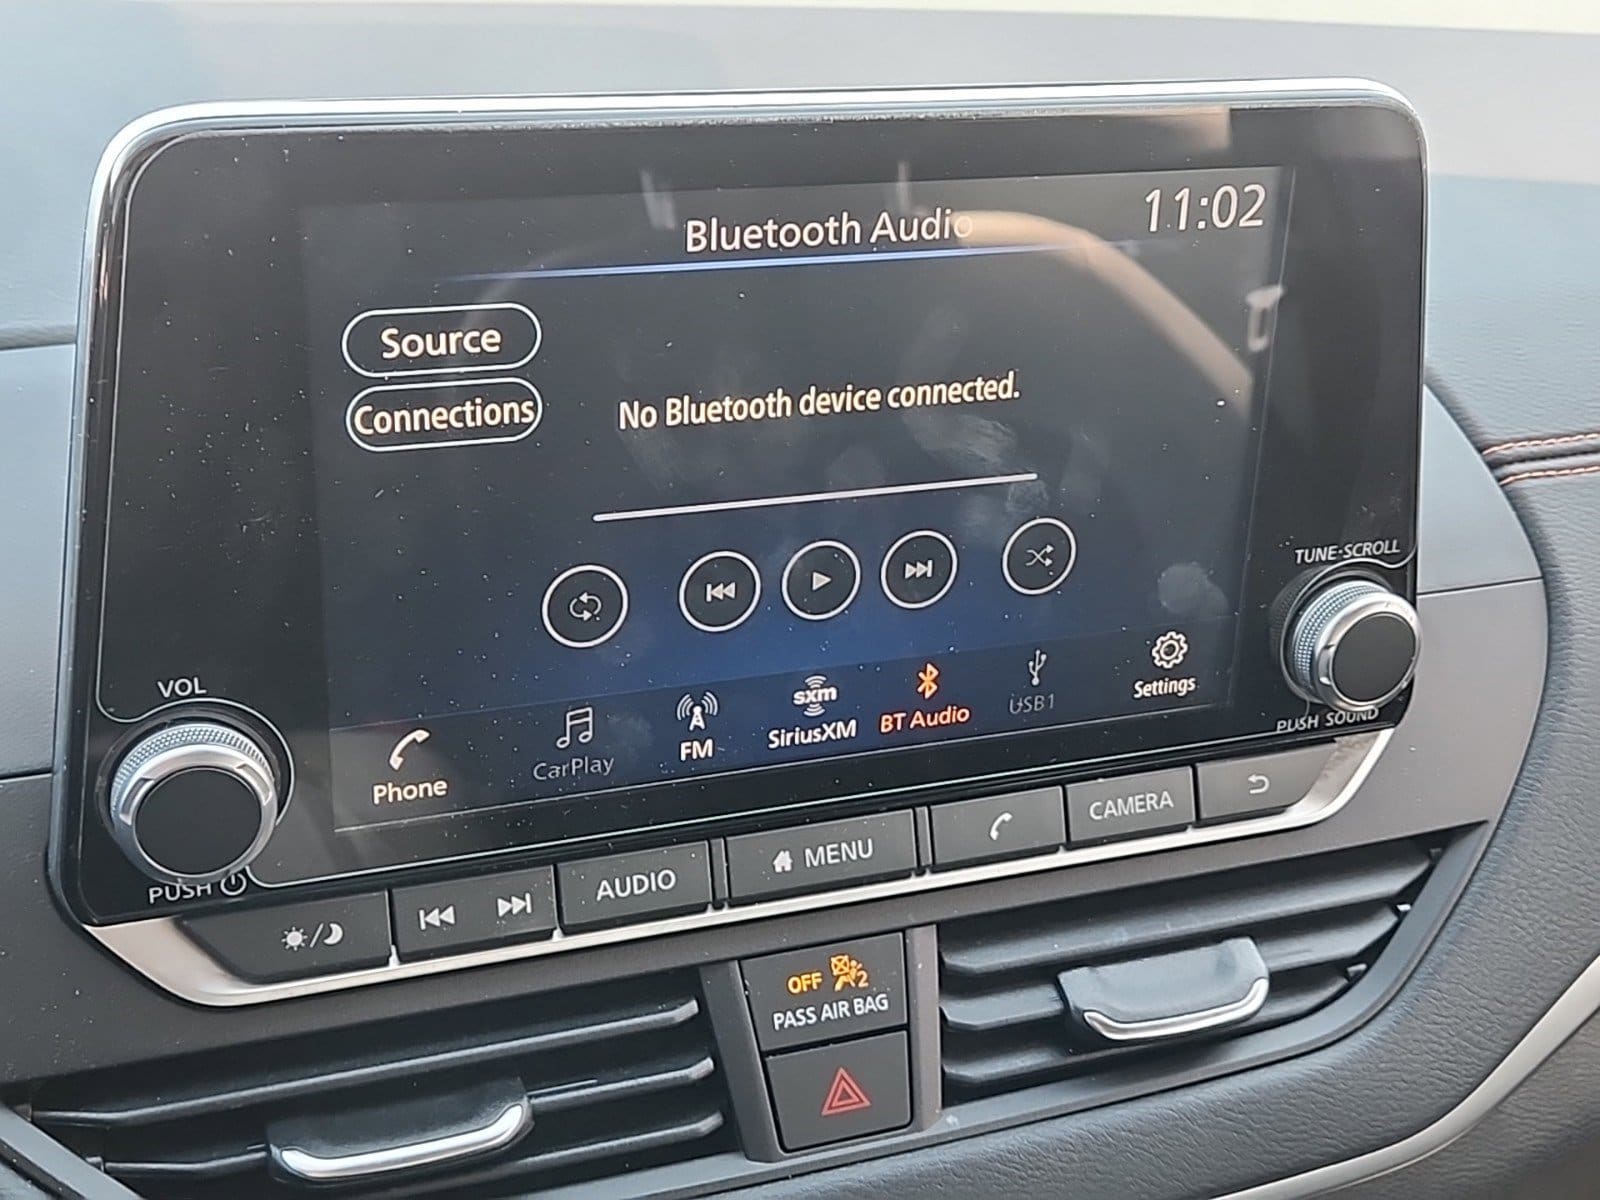 Bluetooth Audio
11:02
Source
Connections
No Bluetooth device connected.
TUNE·SCROLL
VOL
Phone
CarPlay
FM
sxm
SiriusXM
BT Audio
USB1
Settings
PUSH SOUND
PUSH
AUDIO
MENU
CAMERA
OFF
2
PASS AIR BAG